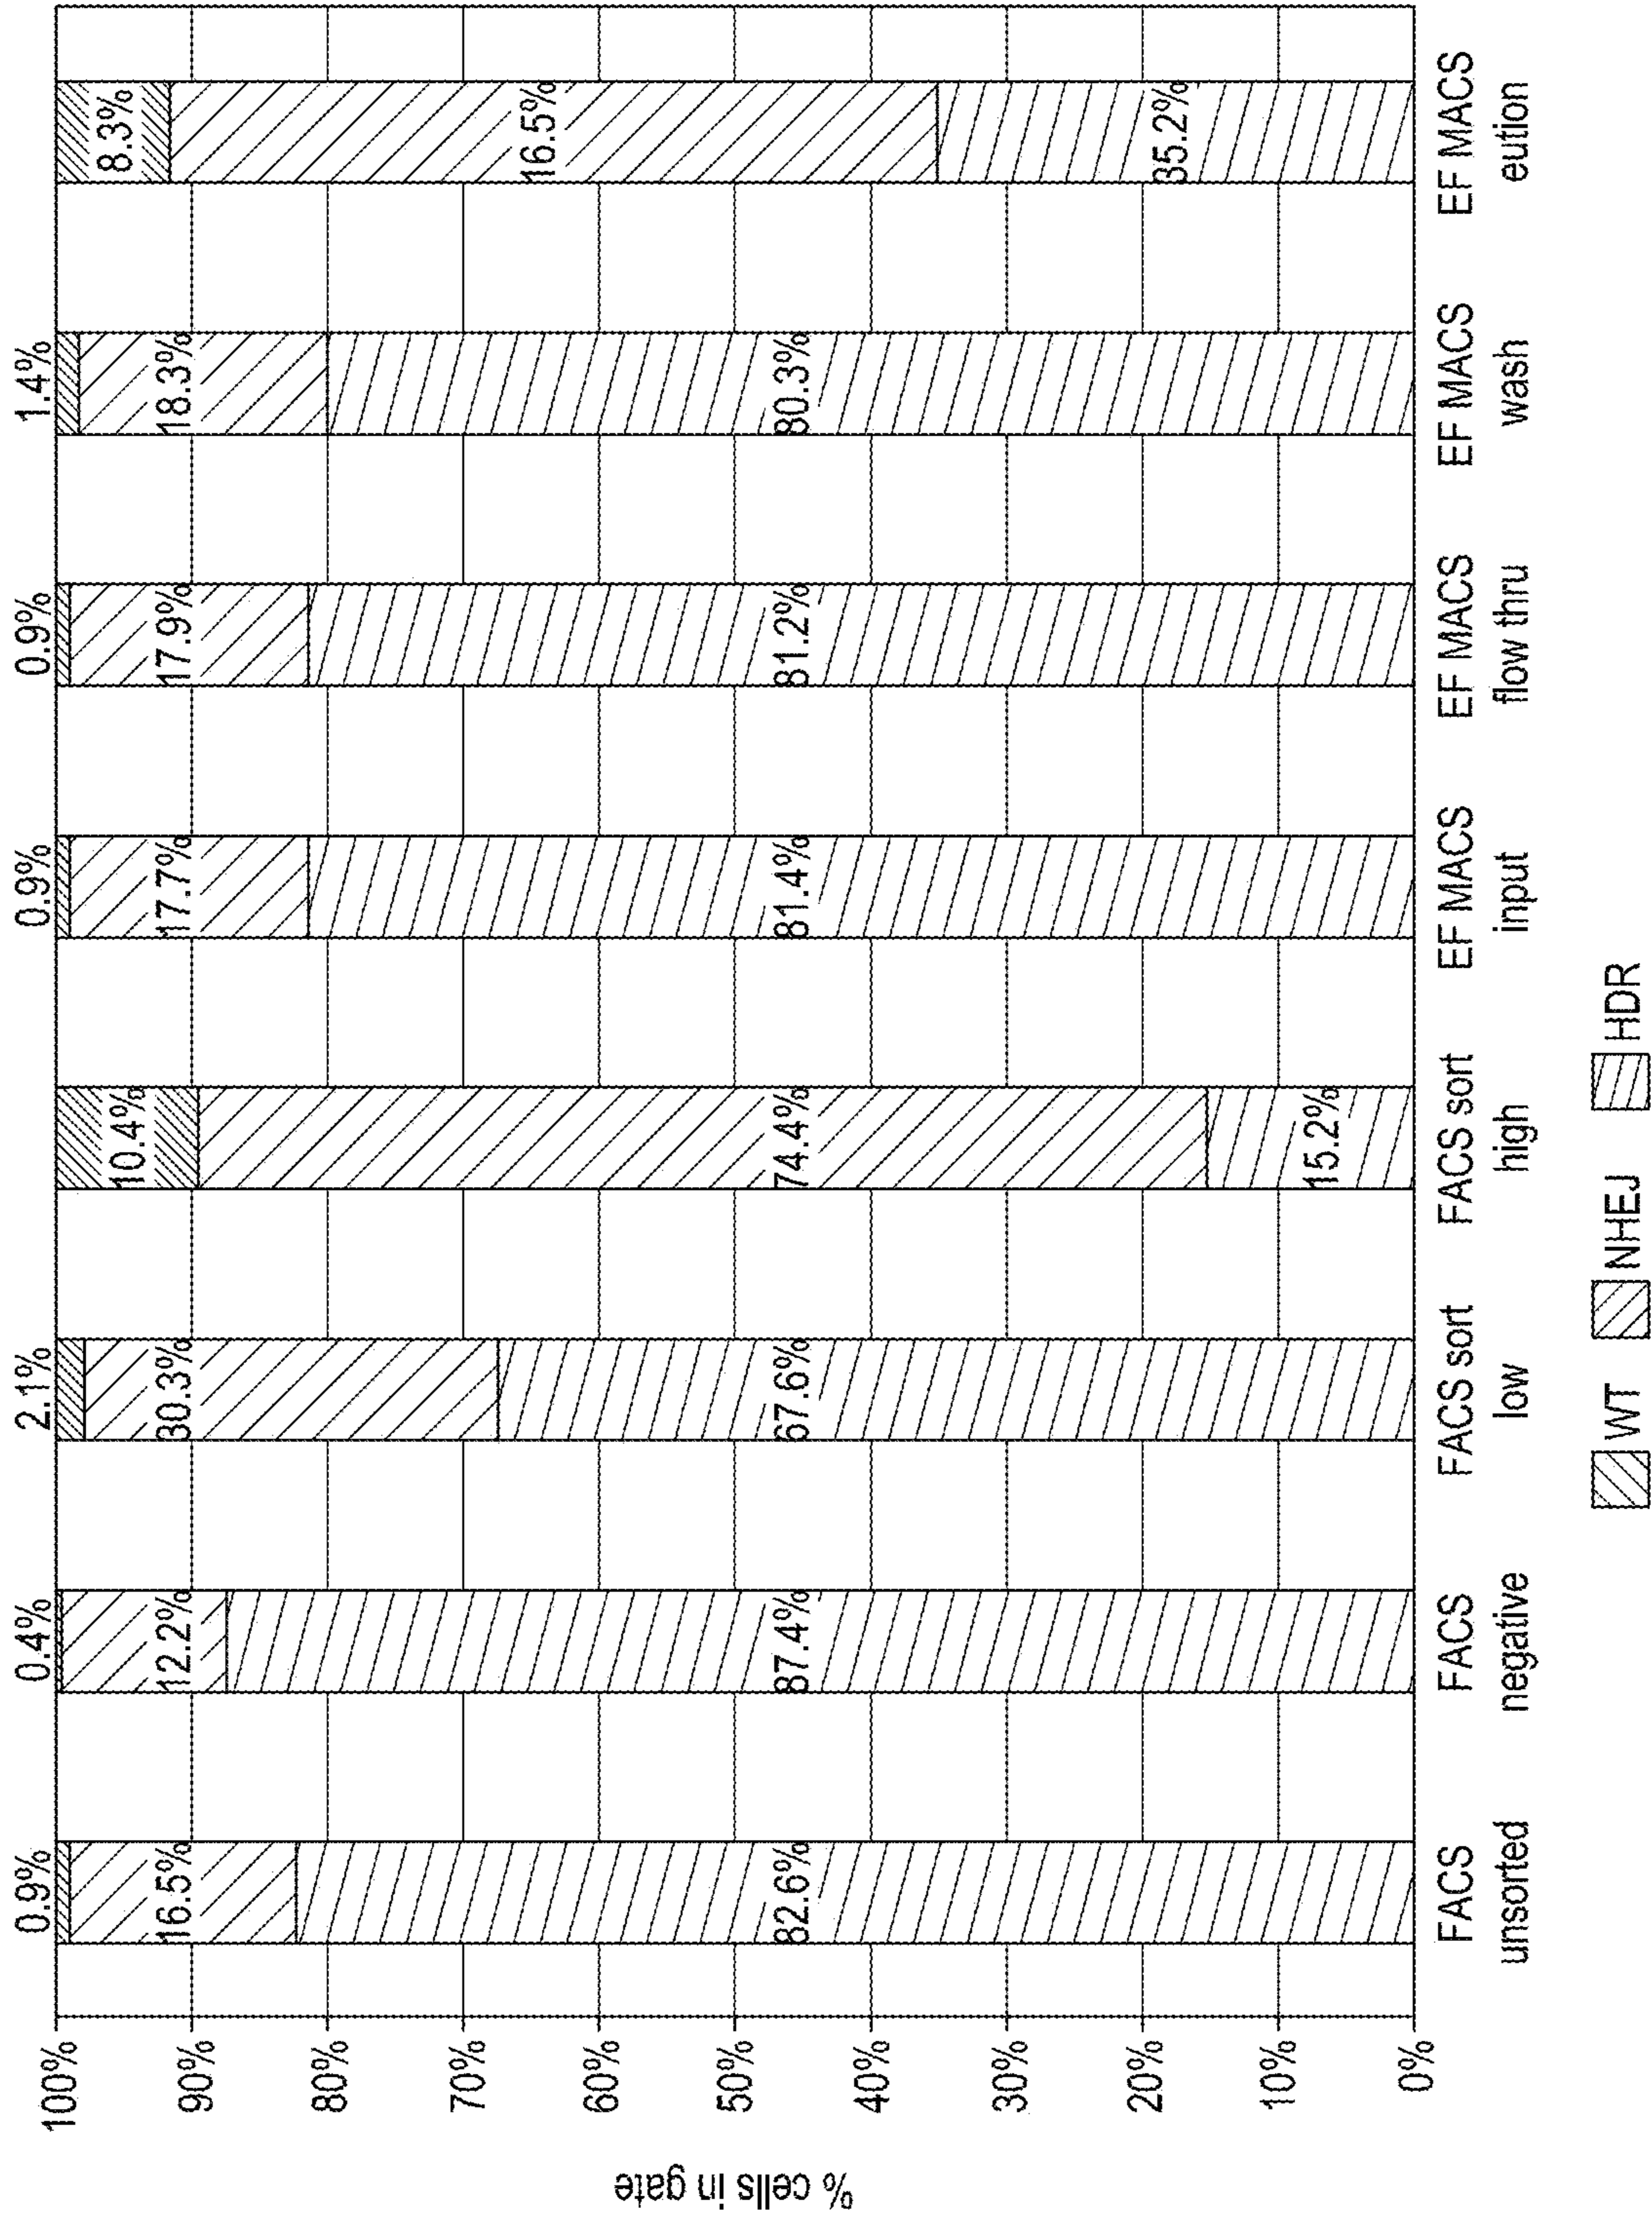 % cells in gate
100%
90%
80%
70%
60%
50%
40%
30%
20%
10%
0%
0.9%
16.5%
82.6%
FACS
unsorted
0.4%
12.2%
87.4%
FACS
negative
2.1%
30.3%
67.6%
FACS sort
low
10.4%
74.4%
15.2%
FACS sort
high
0.9%
17.7%
81.4%
EF MACS
input
0.9%
17.9%
81.2%
EF MACS
flow thru
1.4%
18.3%
80.3%
EF MACS
wash
8.3%
16.5%
35.2%
EF MACS
eution
WT NHEJ HDR